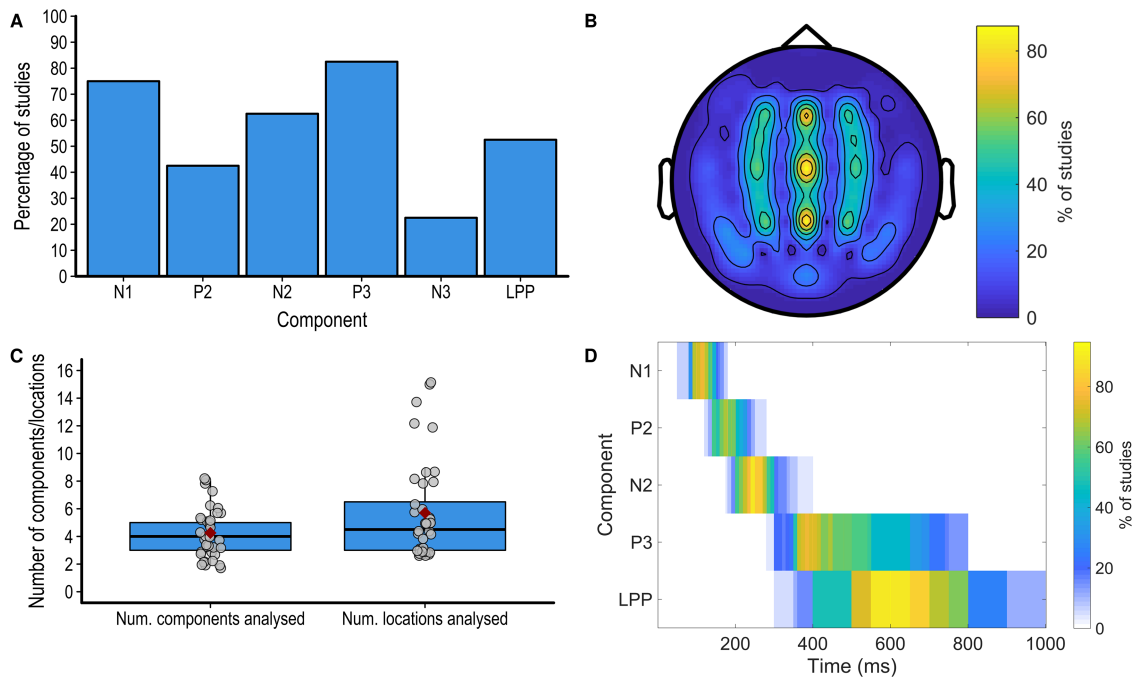 A
100
90
80
70
60
50
40
30
20
10
0
Percentage of studies
N1 P2 N2 P3 N3 LPP
Component
B
80
60
40
20
0
% of studies
C
16
14
12
10
8
6
4
2
0
Number of components/locations
Num. components analysed Num. locations analysed
D
N1
P2
N2
P3
LPP
Component
200 400 600 800 1000
Time (ms)
80
60
40
20
0
% of studies